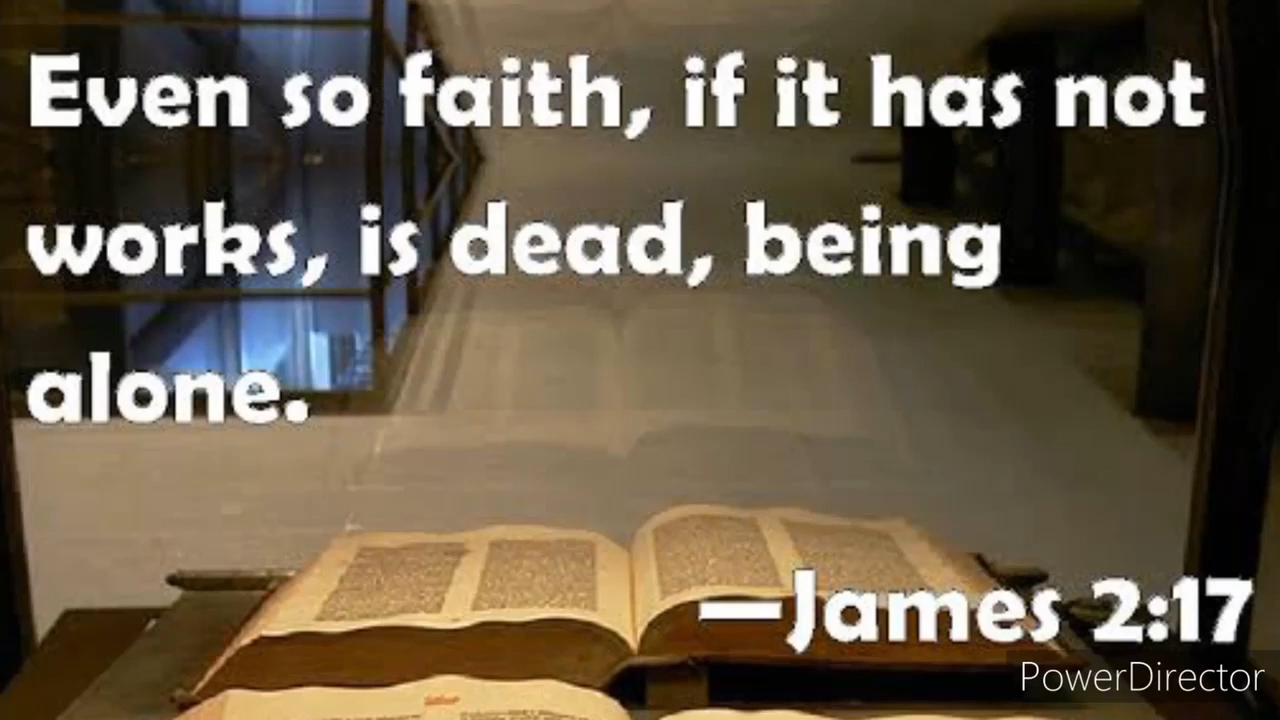 Even so faith, if it has not
works, is dead, being
alone.
—James 2:17
PowerDirector